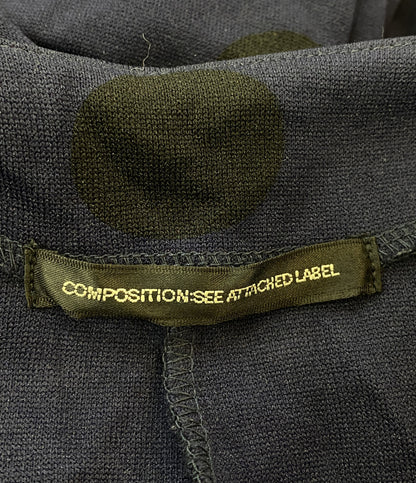 COMPOSITION:SEE ATTACHED LABEL